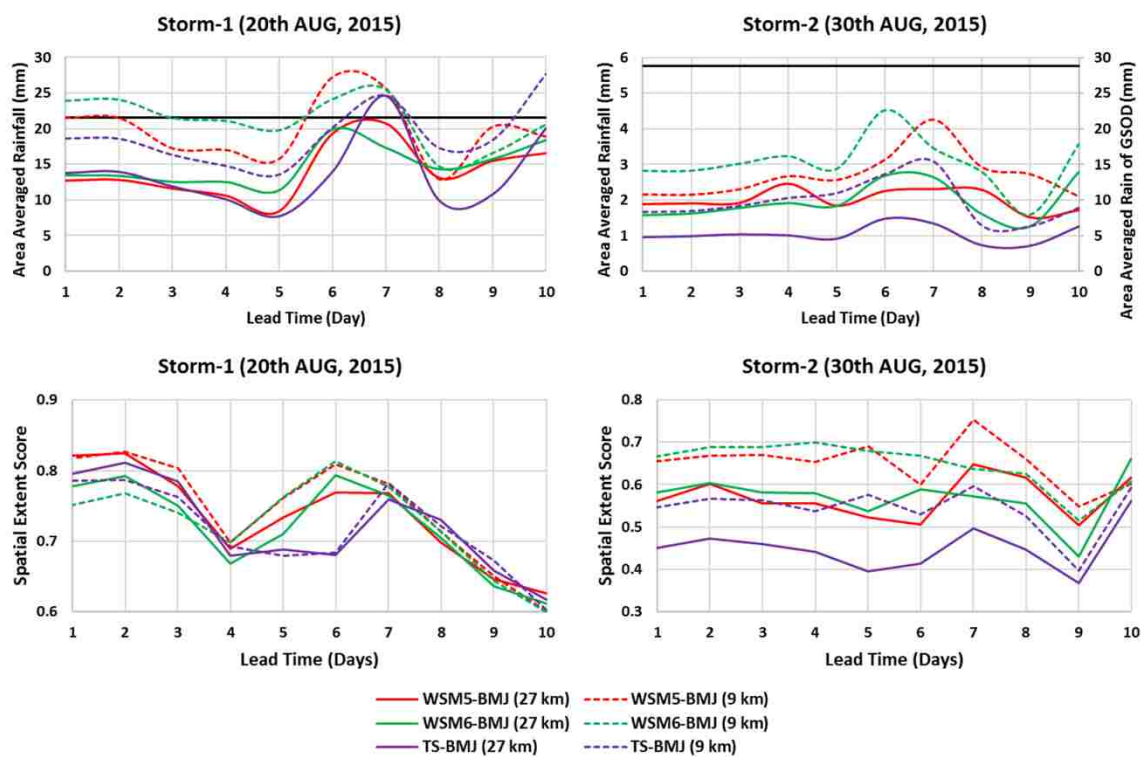 Storm-1 (20th AUG, 2015)
Area Averaged Rainfall (mm)
30
25
20
15
10
5
0
1 2 3 4 5 6 7 8 9 10
Lead Time (Day)
Storm-2 (30th AUG, 2015)
Area Averaged Rainfall (mm)
6
5
4
3
2
1
0
30
25
20
15
10
5
0
Area Averaged Rain of GSOD (mm)
1 2 3 4 5 6 7 8 9 10
Lead Time (Day)
Storm-1 (20th AUG, 2015)
Spatial Extent Score
0.9
0.8
0.7
0.6
1 2 3 4 5 6 7 8 9 10
Lead Time (Days)
Storm-2 (30th AUG, 2015)
Spatial Extent Score
0.8
0.7
0.6
0.5
0.4
0.3
1 2 3 4 5 6 7 8 9 10
Lead Time (Days)
WSM5-BMJ (27 km) WSM5-BMJ (9 km)
WSM6-BMJ (27 km) WSM6-BMJ (9 km)
TS-BMJ (27 km) TS-BMJ (9 km)